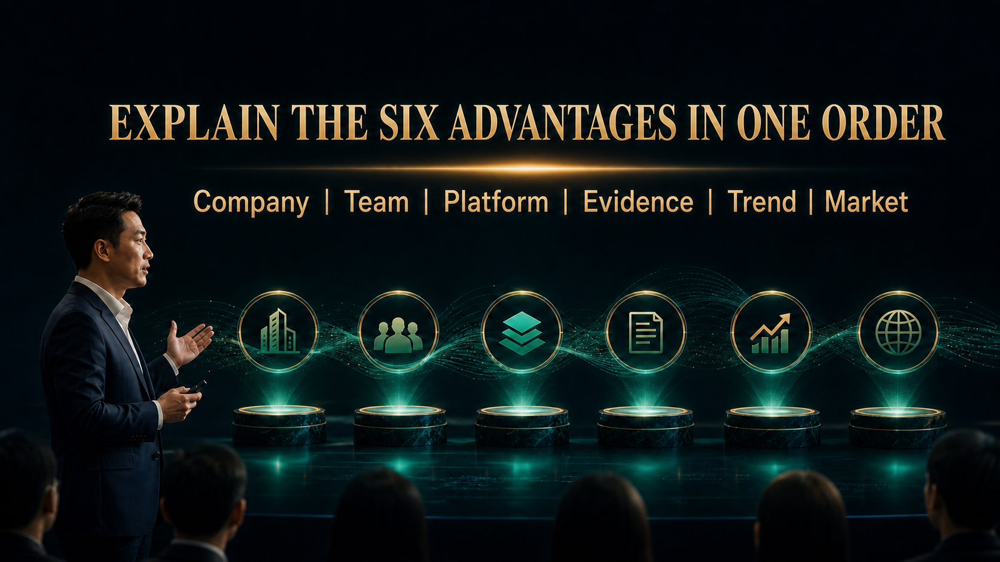 EXPLAIN THE SIX ADVANTAGES IN ONE ORDER
Company | Team | Platform | Evidence | Trend | Market